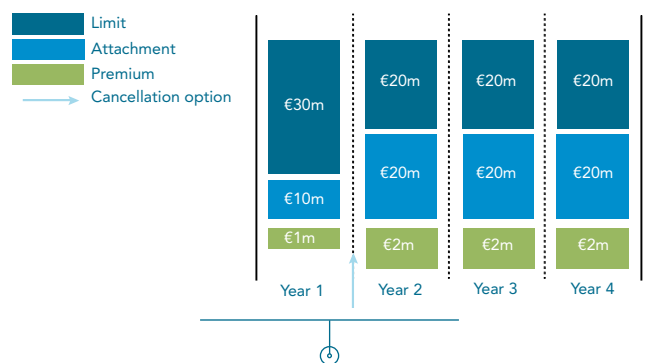 Limit
Attachment
Premium
Cancellation option
€30m
€20m
€20m
€20m
€10m
€20m
€20m
€20m
€1m
€2m
€2m
€2m
Year 1
Year 2
Year 3
Year 4